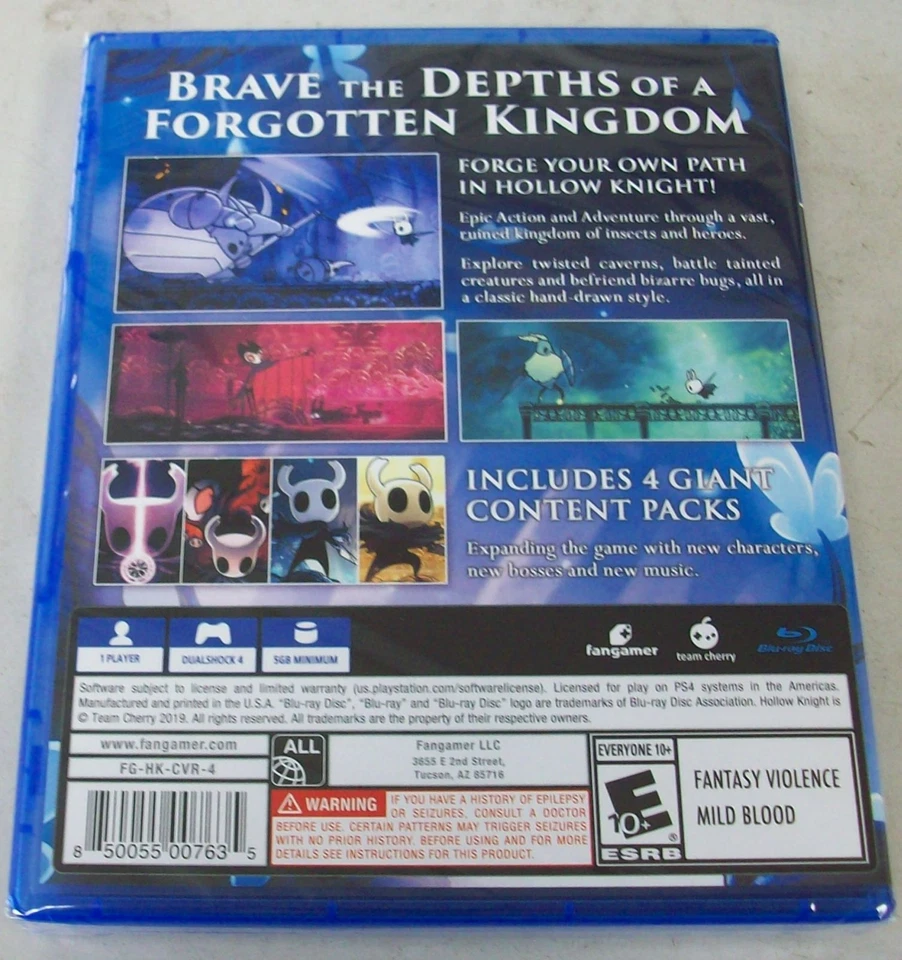 BRAVE THE DEPTHS OF A
FORGOTTEN KINGDOM
FORGE YOUR OWN PATH
IN HOLLOW KNIGHT!
Epic Action and Adventure through a vast,
ruined kingdom of insects and heroes.
Explore twisted caverns, battle tainted
creatures and befriend bizarre bugs, all in
a classic hand-drawn style.
INCLUDES 4 GIANT
CONTENT PACKS
Expanding the game with new characters,
new bosses and new music.
1 PLAYER
DUALSHOCK 4
5GB MINIMUM
fangamer
team cherry
Blu-ray Disc
Software subject to license and limited warranty (us.playstation.com/softwarelicense). Licensed for play on PS4 systems in the Americas.
Manufactured and printed in the U.S.A. "Blu-ray Disc", "Blu-ray" and "Blu-ray Disc" logo are trademarks of Blu-ray Disc Association. Hollow Knight is
© Team Cherry 2019. All rights reserved. All trademarks are the property of their respective owners.
www.fangamer.com
FG-HK-CVR-4
ALL
Fangamer LLC
3655 E 2nd Street,
Tucson, AZ 85716
WARNING
IF YOU HAVE A HISTORY OF EPILEPSY
OR SEIZURES, CONSULT A DOCTOR
BEFORE USE. CERTAIN PATTERNS MAY TRIGGER SEIZURES
WITH NO PRIOR HISTORY. BEFORE USING AND FOR MORE
DETAILS SEE INSTRUCTIONS FOR THIS PRODUCT.
8 50055 00763 5
EVERYONE 10+
E
10+
®
ESRB
FANTASY VIOLENCE
MILD BLOOD